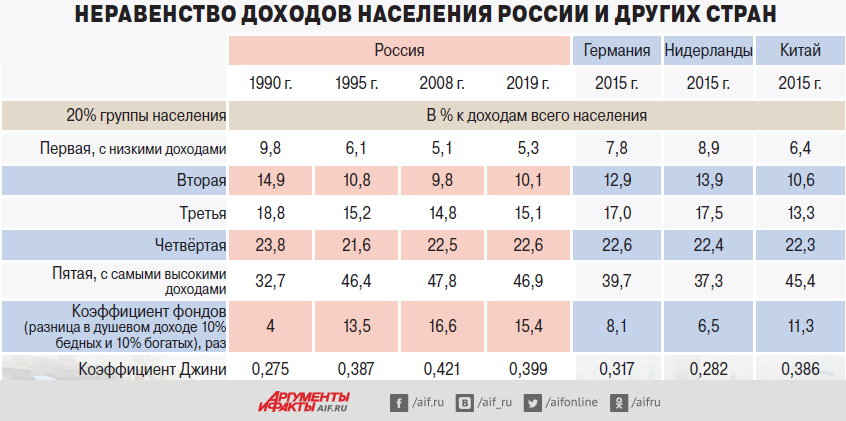 НЕРАВЕНСТВО ДОХОДОВ НАСЕЛЕНИЯ РОССИИ И ДРУГИХ СТРАН
Россия Германия Нидерланды Китай
1990 г. 1995 г. 2008 г. 2019 г. 2015 г. 2015 г. 2015 г.
20% группы населения В % к доходам всего населения
Первая, с низкими доходами 9,8 6,1 5,1 5,3 7,8 8,9 6,4
Вторая 14,9 10,8 9,8 10,1 12,9 13,9 10,6
Третья 18,8 15,2 14,8 15,1 17,0 17,5 13,3
Четвёртая 23,8 21,6 22,5 22,6 22,6 22,4 22,3
Пятая, с самыми высокими
доходами 32,7 46,4 47,8 46,9 39,7 37,3 45,4
Коэффициент фондов
(разница в душевом доходе 10%
бедных и 10% богатых), раз 4 13,5 16,6 15,4 8,1 6,5 11,3
Коэффициент Джини 0,275 0,387 0,421 0,399 0,317 0,282 0,386
АРГУМЕНТЫ
И ФАКТЫ AIF.RU f /aif.ru B /aif_ru /aifonline /aifru